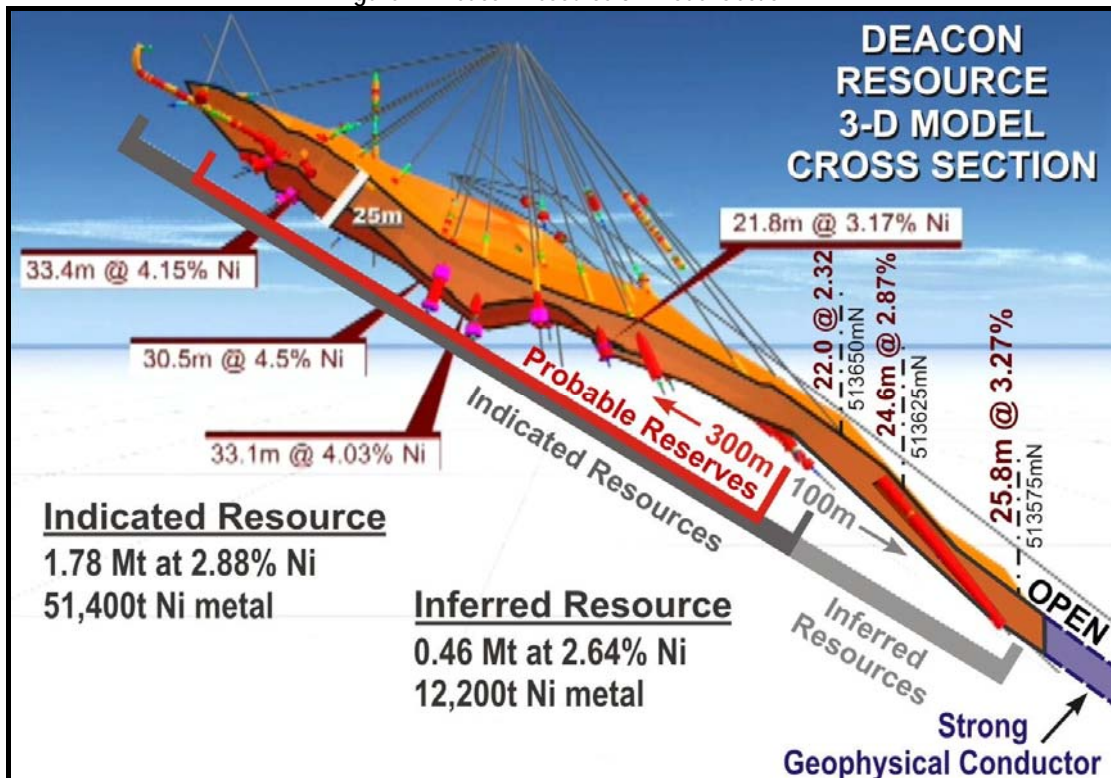 DEACON
RESOURCE
3-D MODEL
CROSS SECTION
25m
21.8m @ 3.17% Ni
33.4m @ 4.15% Ni
30.5m @ 4.5% Ni
33.1m @ 4.03% Ni
22.0 @ 2.32
513650mN
24.6m @ 2.87%
513625mN
25.8m @ 3.27%
513575mN
Probable Reserves
300m
Indicated Resources
100m
Inferred
Resources
OPEN
Indicated Resource
1.78 Mt at 2.88% Ni
51,400t Ni metal
Inferred Resource
0.46 Mt at 2.64% Ni
12,200t Ni metal
Strong
Geophysical Conductor